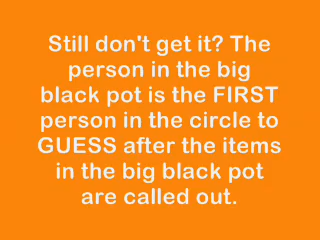 Still don't get it? The
person in the big
black pot is the FIRST
person in the circle to
GUESS after the items
in the big black pot
are called out.